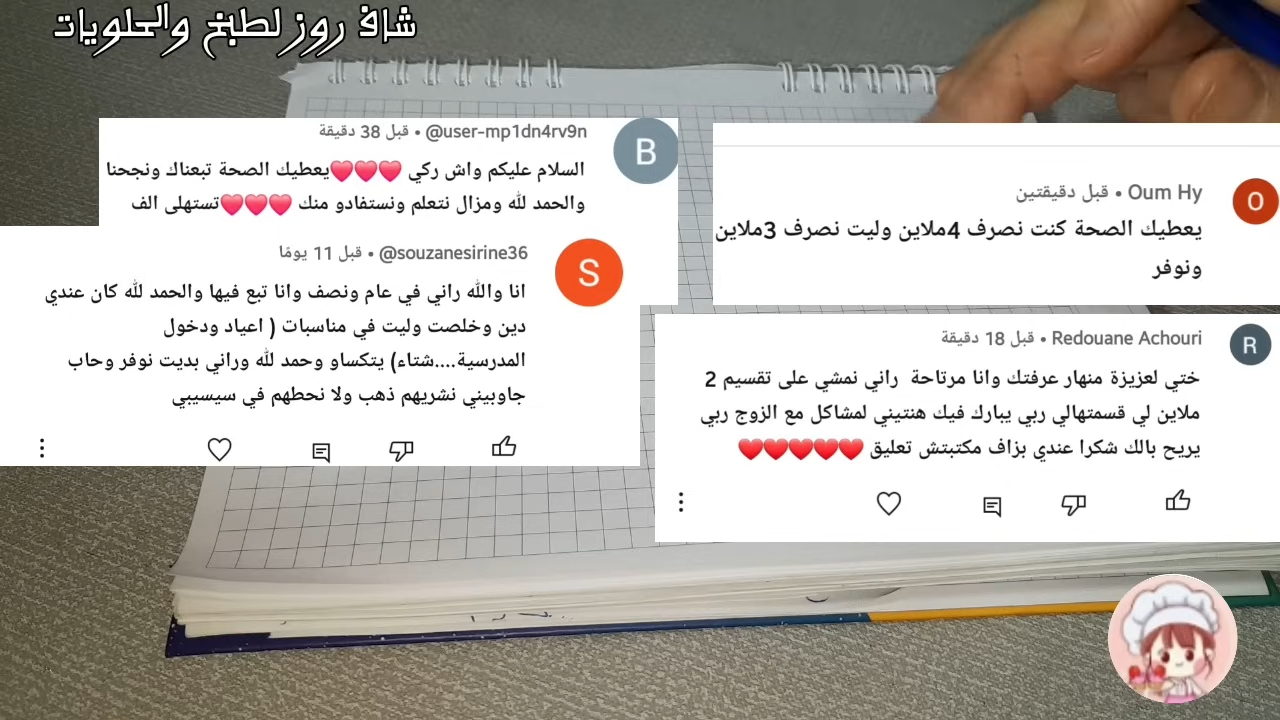 شاف روز لطبخ والحلويات
@user-mp1dn4rv9n • قبل 38 دقيقة
B
السلام عليكم واش ركي ❤❤❤يعطيك الصحة تبعناك ونجحنا
والحمد لله ومزال نتعلم ونستفادو منك ❤❤❤تستهلى الف
@souzanesirine36 • قبل 11 يومًا
S
انا والله راني في عام ونصف وانا تبع فيها والحمد لله كان عندي
دين وخلصت وليت في مناسبات ( اعياد ودخول
المدرسية....شتاء) يتكساو وحمد لله وراني بديت نوفر وحاب
جاوبيني نشريهم ذهب ولا نحطهم في سيسيبي
Oum Hy • قبل دقيقتين
O
يعطيك الصحة كنت نصرف 4ملاين وليت نصرف 3ملاين
ونوفر
Redouane Achouri • قبل 18 دقيقة
R
ختي لعزيزة منهار عرفتك وانا مرتاحة راني نمشي على تقسيم 2
ملاين لي قسمتهالي ربي يبارك فيك هنتيني لمشاكل مع الزوج ربي
يريح بالك شكرا عندي بزاف مكتبتش تعليق ❤❤❤❤❤